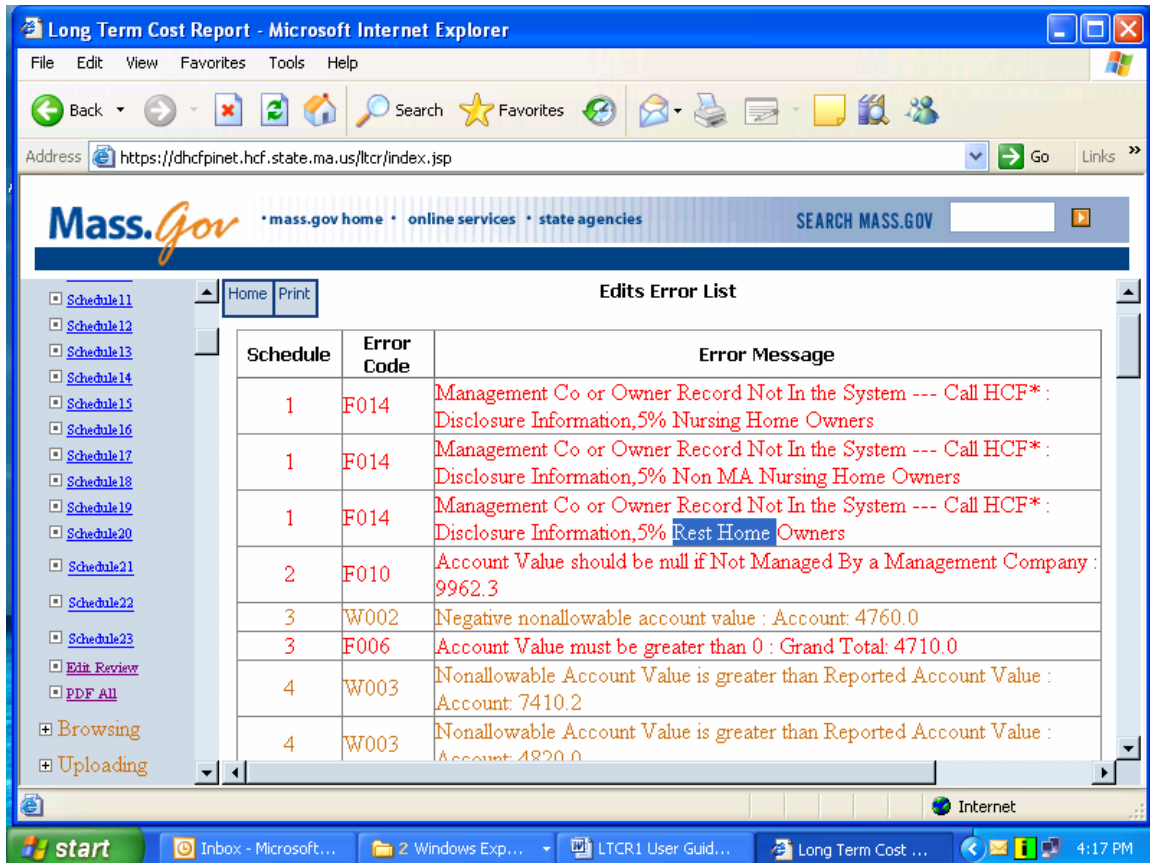 Long Term Cost Report - Microsoft Internet Explorer
File Edit View Favorites Tools Help
Back Search Favorites
Address https://dhcfpinet.hcf.state.ma.us/ltcr/index.jsp Go Links »
Mass.Gov • mass.gov home • online services • state agencies SEARCH MASS.GOV
Schedule11
Schedule12
Schedule13
Schedule14
Schedule15
Schedule16
Schedule17
Schedule18
Schedule19
Schedule20
Schedule21
Schedule22
Schedule23
Edit Review
PDF All
Browsing
Uploading
Home Print
Edits Error List
Schedule Error Code Error Message
1 F014 Management Co or Owner Record Not In the System --- Call HCF* :
Disclosure Information,5% Nursing Home Owners
1 F014 Management Co or Owner Record Not In the System --- Call HCF* :
Disclosure Information,5% Non MA Nursing Home Owners
1 F014 Management Co or Owner Record Not In the System --- Call HCF* :
Disclosure Information,5% Rest Home Owners
2 F010 Account Value should be null if Not Managed By a Management Company :
9962.3
3 W002 Negative nonallowable account value : Account: 4760.0
3 F006 Account Value must be greater than 0 : Grand Total: 4710.0
4 W003 Nonallowable Account Value is greater than Reported Account Value :
Account: 7410.2
4 W003 Nonallowable Account Value is greater than Reported Account Value :
Account: 4820.0
Internet
start Inbox - Microsoft... 2 Windows Exp... LTCR1 User Guid... Long Term Cost ... 4:17 PM